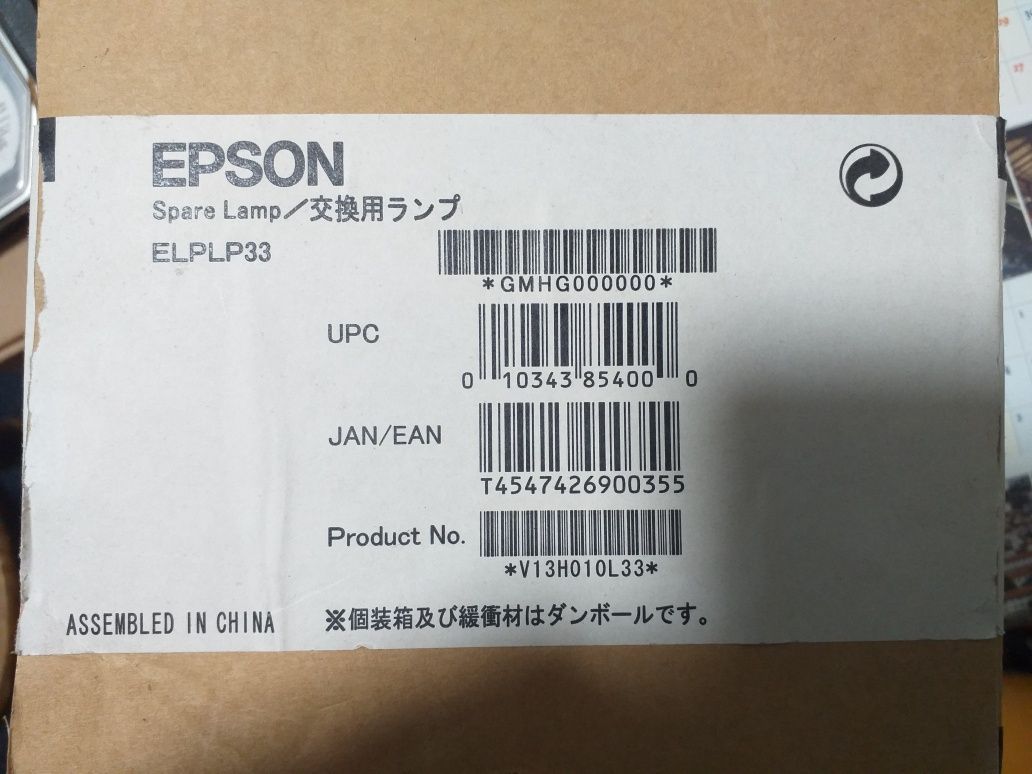 EPSON
Spare Lamp／交換用ランプ
ELPLP33
*GMHG000000*
UPC
0 10343 85400 0
JAN/EAN
T4547426900355
Product No.
*V13H010L33*
ASSEMBLED IN CHINA
※個装箱及び緩衝材はダンボールです。